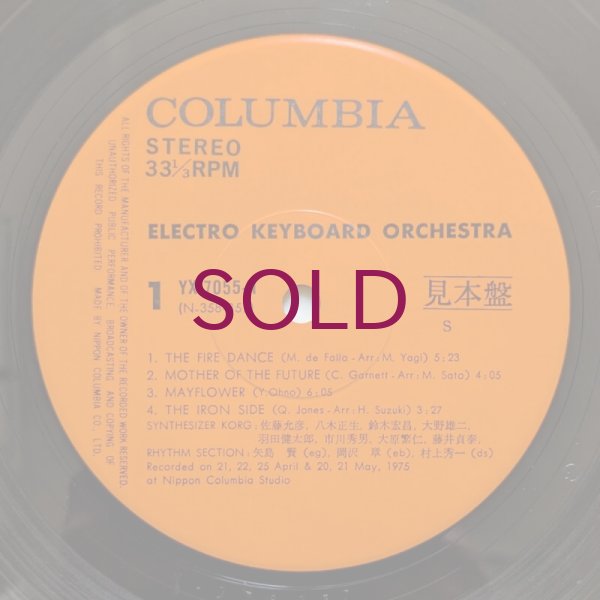 COLUMBIA
STEREO
33⅓RPM
ELECTRO KEYBOARD ORCHESTRA
1
SOLD
見本盤
S
1. THE FIRE DANCE (M. de Falla-Arr: M. Yagi) 5:23
2. MOTHER OF THE FUTURE (C. Garnett-Arr: M. Sato) 4:05
3. MAYFLOWER (Y. Ohno) 6:05
4. THE IRON SIDE (Q. Jones-Arr: H. Suzuki) 3:27
SYNTHESIZER KORG: 佐藤允彦, 八木正生, 鈴木宏昌, 大野雄二,
羽田健太郎, 市川秀男, 大原繁仁, 藤井貞泰,
RHYTHM SECTION: 矢島 賢 (eg), 岡沢 章 (eb), 村上秀一 (ds)
Recorded on 21, 22, 25 April & 20, 21 May, 1975
at Nippon Columbia Studio
ALL RIGHTS OF THE MANUFACTURER AND OF THE OWNER OF THE RECORDED WORK RESERVED.
UNAUTHORIZED PUBLIC PERFORMANCE BROADCASTING AND COPYING OF
THIS RECORD PROHIBITED. MADE BY NIPPON COLUMBIA CO., LTD.